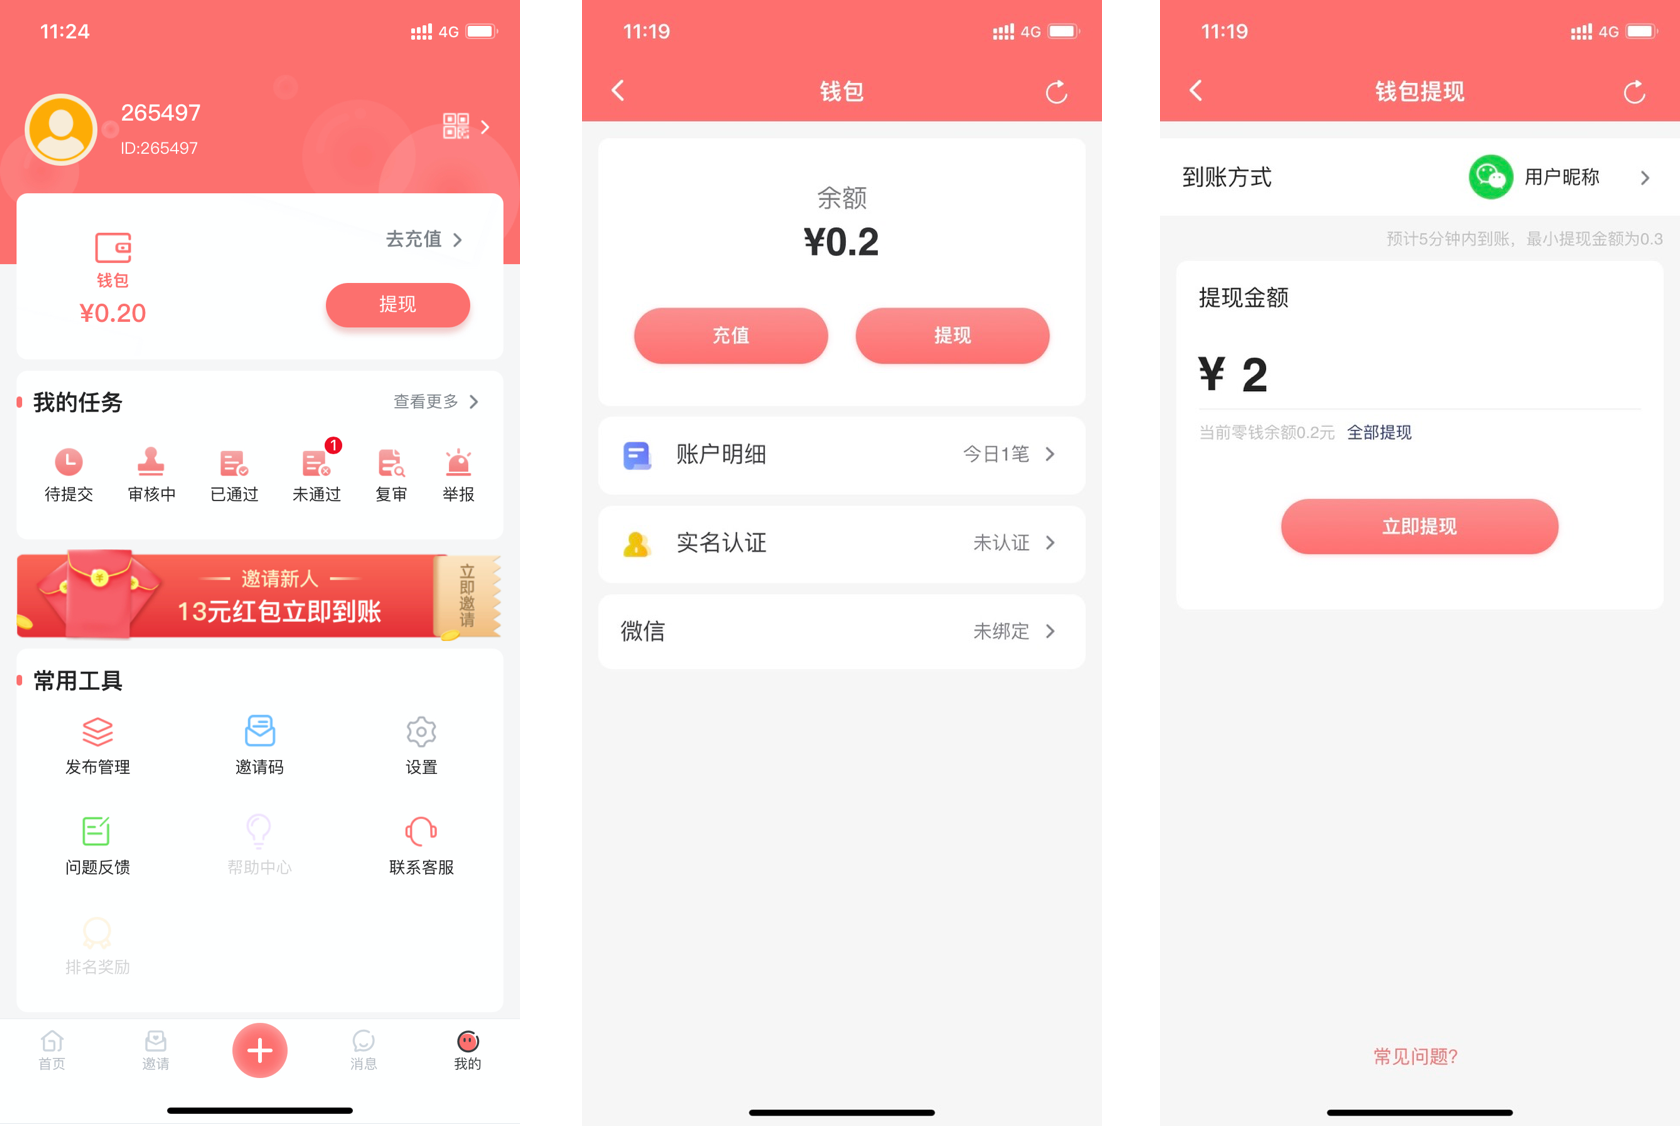 11:24
4G
265497
ID:265497
去充值
钱包
¥0.20
提现
我的任务
查看更多
1
待提交
审核中
已通过
未通过
复审
举报
邀请新人
13元红包立即到账
立即邀请
常用工具
发布管理
邀请码
设置
问题反馈
帮助中心
联系客服
排名奖励
首页
邀请
消息
我的
11:19
4G
钱包
余额
¥0.2
充值
提现
账户明细
今日1笔
实名认证
未认证
微信
未绑定
11:19
4G
钱包提现
到账方式
用户昵称
预计5分钟内到账，最小提现金额为0.3
提现金额
¥ 2
当前零钱余额0.2元 全部提现
立即提现
常见问题?